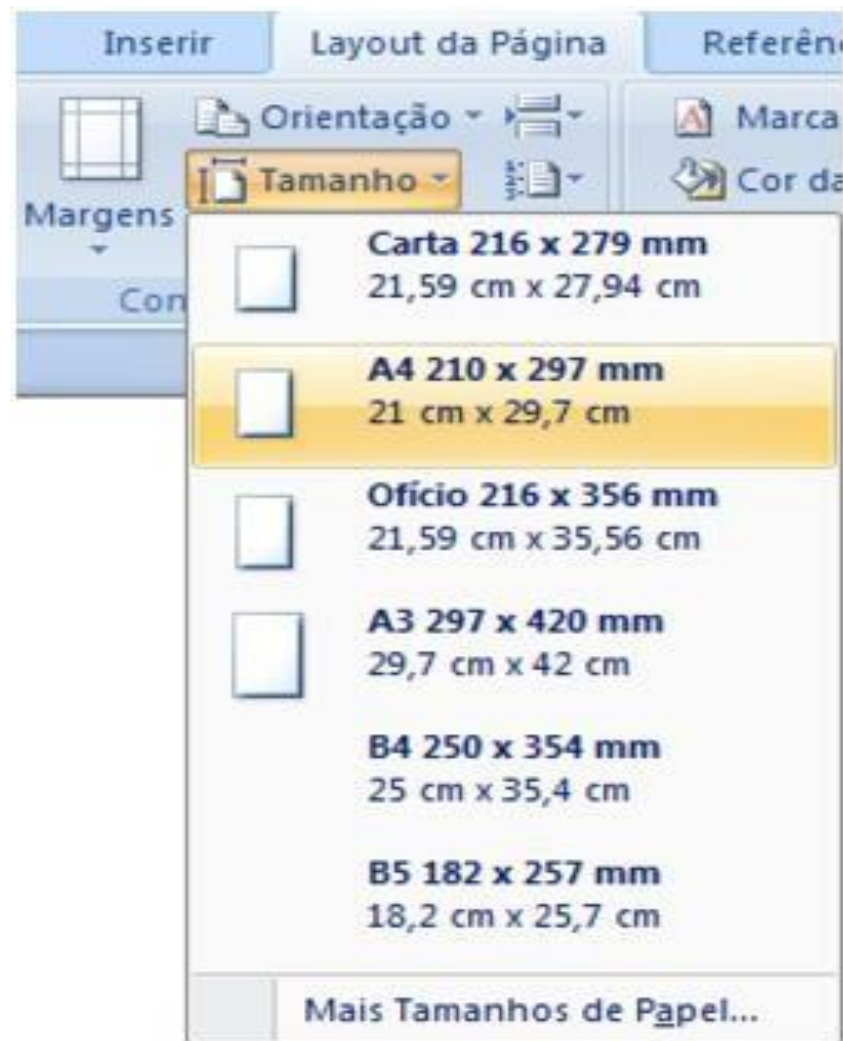 Inserir Layout da Página Referên
Orientação Marca
Tamanho Cor da
Margens
Con
Carta 216 x 279 mm
21,59 cm x 27,94 cm
A4 210 x 297 mm
21 cm x 29,7 cm
Ofício 216 x 356 mm
21,59 cm x 35,56 cm
A3 297 x 420 mm
29,7 cm x 42 cm
B4 250 x 354 mm
25 cm x 35,4 cm
B5 182 x 257 mm
18,2 cm x 25,7 cm
Mais Tamanhos de Papel...